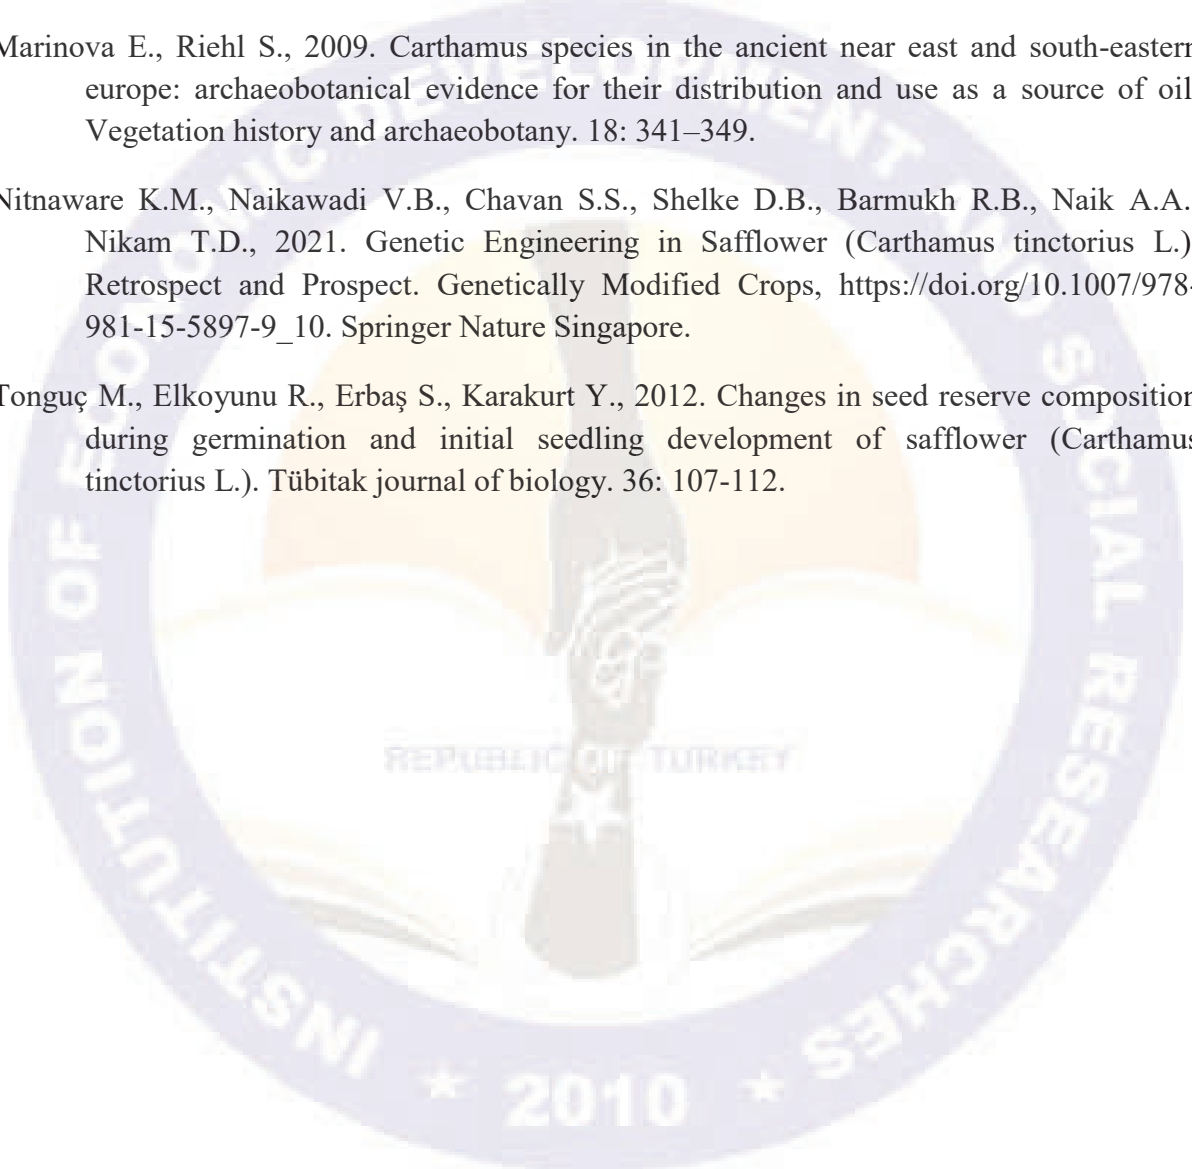 Marinova E., Riehl S., 2009. Carthamus species in the ancient near east and south-eastern
europe: archaeobotanical evidence for their distribution and use as a source of oil
Vegetation history and archaeobotany. 18: 341–349.
Nitnaware K.M., Naikawadi V.B., Chavan S.S., Shelke D.B., Barmukh R.B., Naik A.A.
Nikam T.D., 2021. Genetic Engineering in Safflower (Carthamus tinctorius L.)
Retrospect and Prospect. Genetically Modified Crops, https://doi.org/10.1007/978-
981-15-5897-9_10. Springer Nature Singapore.
Tonguç M., Elkoyunu R., Erbaş S., Karakurt Y., 2012. Changes in seed reserve composition
during germination and initial seedling development of safflower (Carthamus
tinctorius L.). Tübitak journal of biology. 36: 107-112.
INSTITUTION OF ECONOMIC DEVELOPMENT AND SOCIAL RESEARCHES
REPUBLIC OF TURKEY
2010